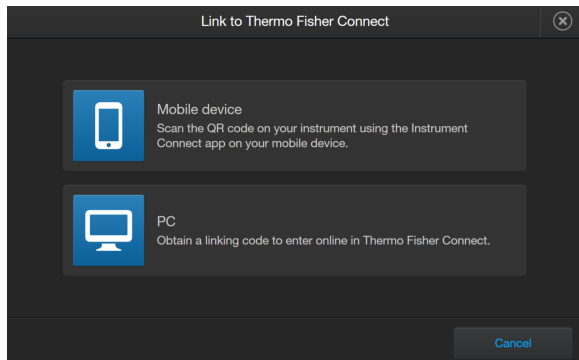 Link to Thermo Fisher Connect
Mobile device
Scan the QR code on your instrument using the Instrument
Connect app on your mobile device.
PC
Obtain a linking code to enter online in Thermo Fisher Connect.
Cancel